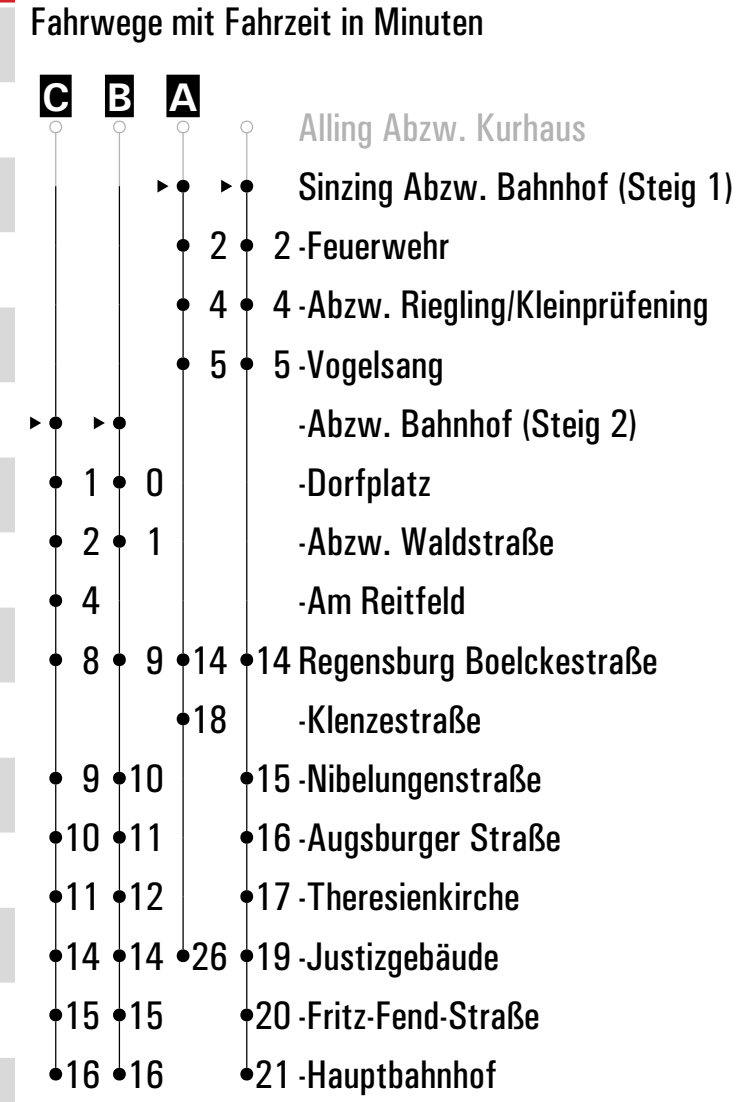 Fahrwege mit Fahrzeit in Minuten
C B A
Alling Abzw. Kurhaus
Sinzing Abzw. Bahnhof (Steig 1)
2 2 -Feuerwehr
4 4 -Abzw. Riegling/Kleinprüfening
5 5 -Vogelsang
-Abzw. Bahnhof (Steig 2)
1 0 -Dorfplatz
2 1 -Abzw. Waldstraße
4 -Am Reitfeld
8 9 14 14 Regensburg Boelckestraße
18 -Klenzestraße
9 10 15 -Nibelungenstraße
10 11 16 -Augsburger Straße
11 12 17 -Theresienkirche
14 14 26 19 -Justizgebäude
15 15 20 -Fritz-Fend-Straße
16 16 21 -Hauptbahnhof